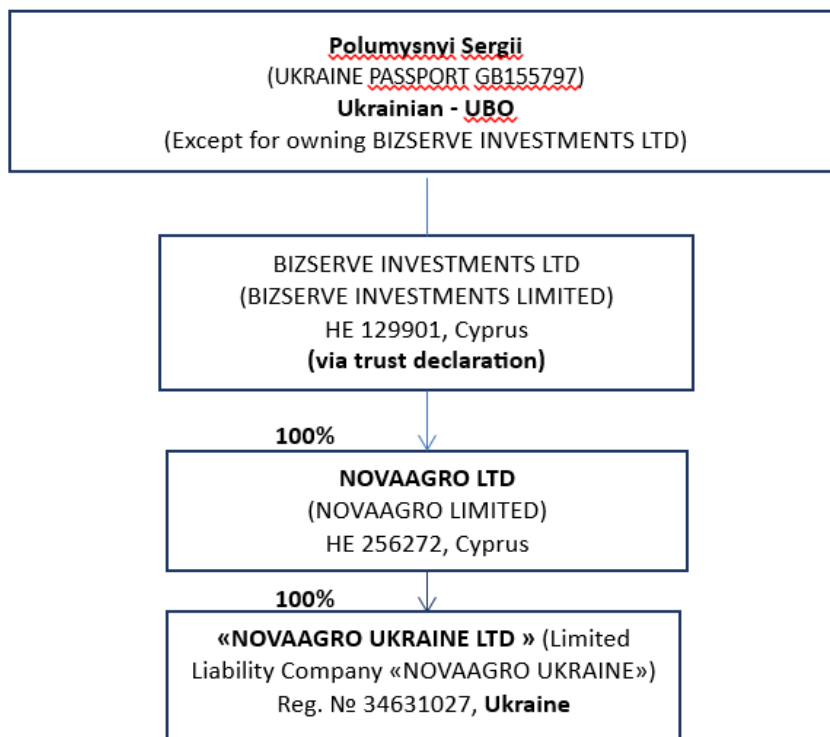 Polumysnyi Sergii
(UKRAINE PASSPORT GB155797)
Ukrainian - UBO
(Except for owning BIZSERVE INVESTMENTS LTD)
BIZSERVE INVESTMENTS LTD
(BIZSERVE INVESTMENTS LIMITED)
HE 129901, Cyprus
(via trust declaration)
100%
NOVAAGRO LTD
(NOVAAGRO LIMITED)
HE 256272, Cyprus
100%
«NOVAAGRO UKRAINE LTD » (Limited
Liability Company «NOVAAGRO UKRAINE»)
Reg. № 34631027, Ukraine